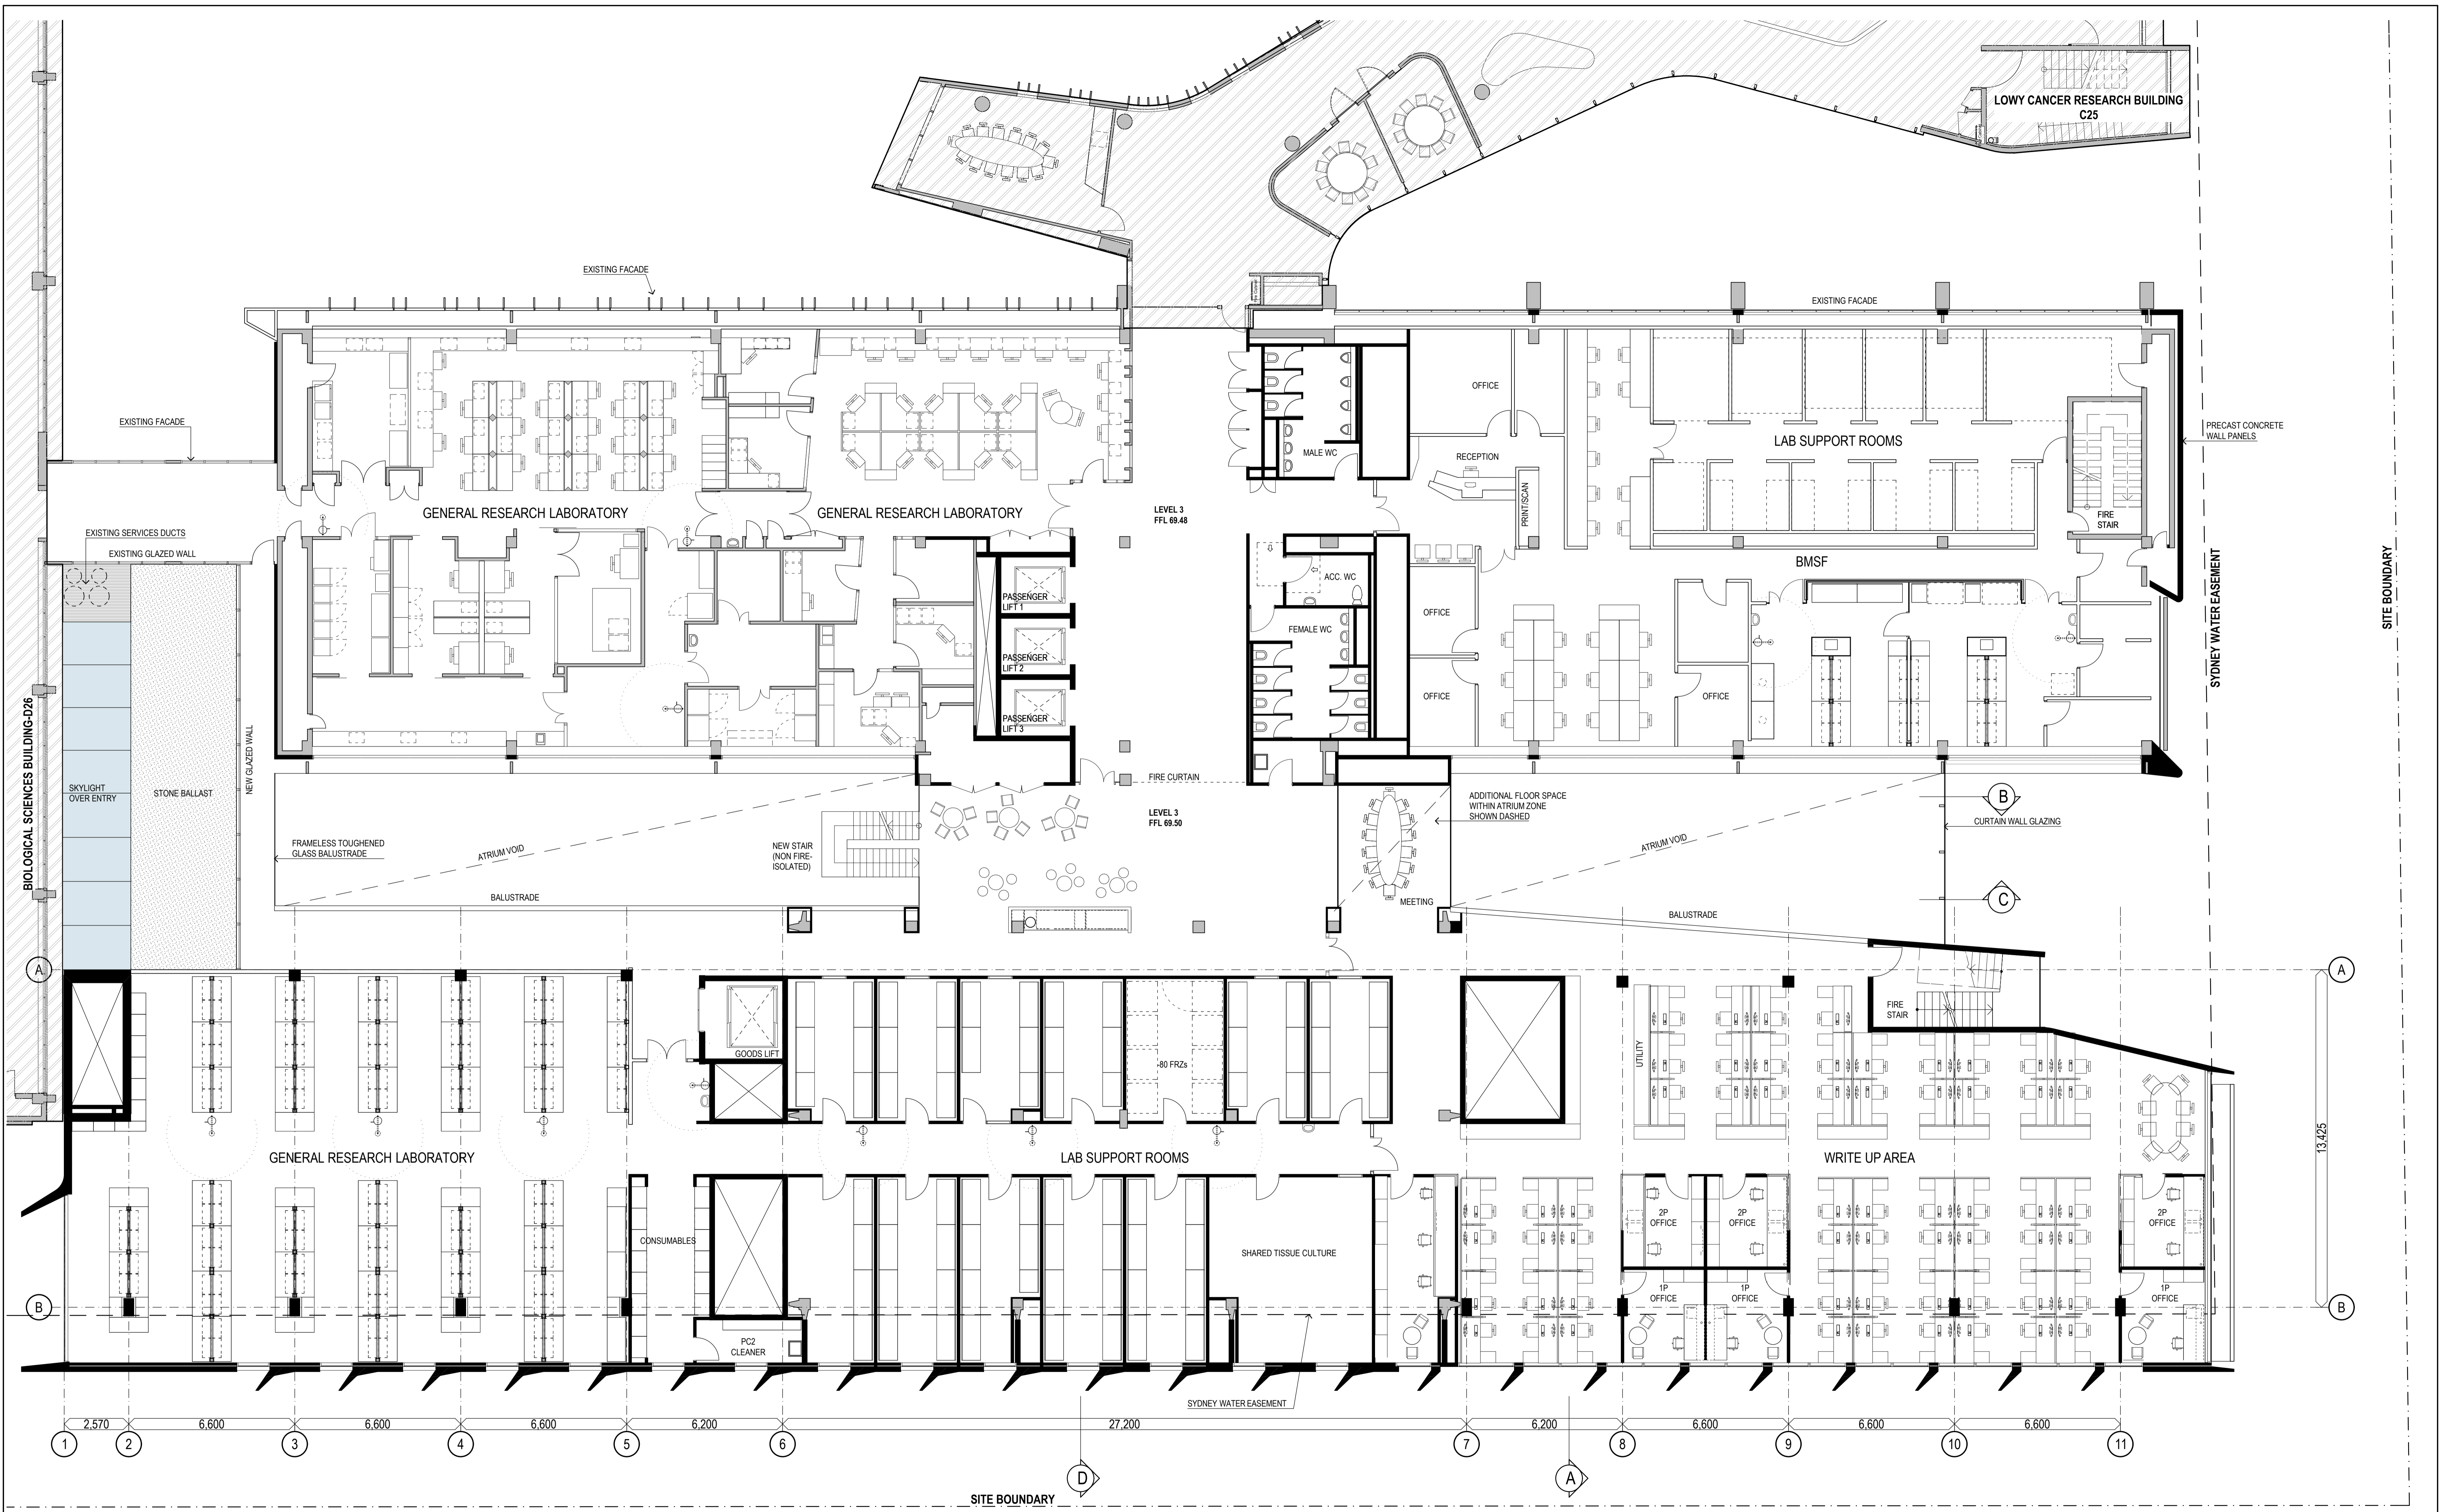 LOWY CANCER RESEARCH BUILDING
C25
EXISTING FACADE
EXISTING FACADE
OFFICE
LAB SUPPORT ROOMS
EXISTING FACADE
PRECAST CONCRETE
WALL PANELS
MALE WC
RECEPTION
PRINT/SCAN
GENERAL RESEARCH LABORATORY
GENERAL RESEARCH LABORATORY
LEVEL 3
FFL 69.48
FIRE
STAIR
EXISTING SERVICES DUCTS
EXISTING GLAZED WALL
BMSF
SITE BOUNDARY
SYDNEY WATER EASEMENT
ACC. WC
PASSENGER
LIFT 1
OFFICE
FEMALE WC
PASSENGER
LIFT 2
OFFICE
OFFICE
PASSENGER
LIFT 3
BIOLOGICAL SCIENCES BUILDING-D26
NEW GLAZED WALL
SKYLIGHT
OVER ENTRY
STONE BALLAST
FIRE CURTAIN
ADDITIONAL FLOOR SPACE
WITHIN ATRIUM ZONE
SHOWN DASHED
B
LEVEL 3
FFL 69.50
CURTAIN WALL GLAZING
FRAMELESS TOUGHENED
GLASS BALUSTRADE
ATRIUM VOID
NEW STAIR
(NON FIRE-
ISOLATED)
ATRIUM VOID
BALUSTRADE
MEETING
C
BALUSTRADE
A
A
FIRE
STAIR
GOODS LIFT
-80 FRZs
UTILITY
13,425
GENERAL RESEARCH LABORATORY
LAB SUPPORT ROOMS
WRITE UP AREA
2P
OFFICE
2P
OFFICE
2P
OFFICE
CONSUMABLES
SHARED TISSUE CULTURE
1P
OFFICE
1P
OFFICE
1P
OFFICE
B
B
PC2
CLEANER
SYDNEY WATER EASEMENT
2,570
6,600
6,600
6,600
6,200
27,200
6,200
6,600
6,600
6,600
1
2
3
4
5
6
7
8
9
10
11
D
A
SITE BOUNDARY